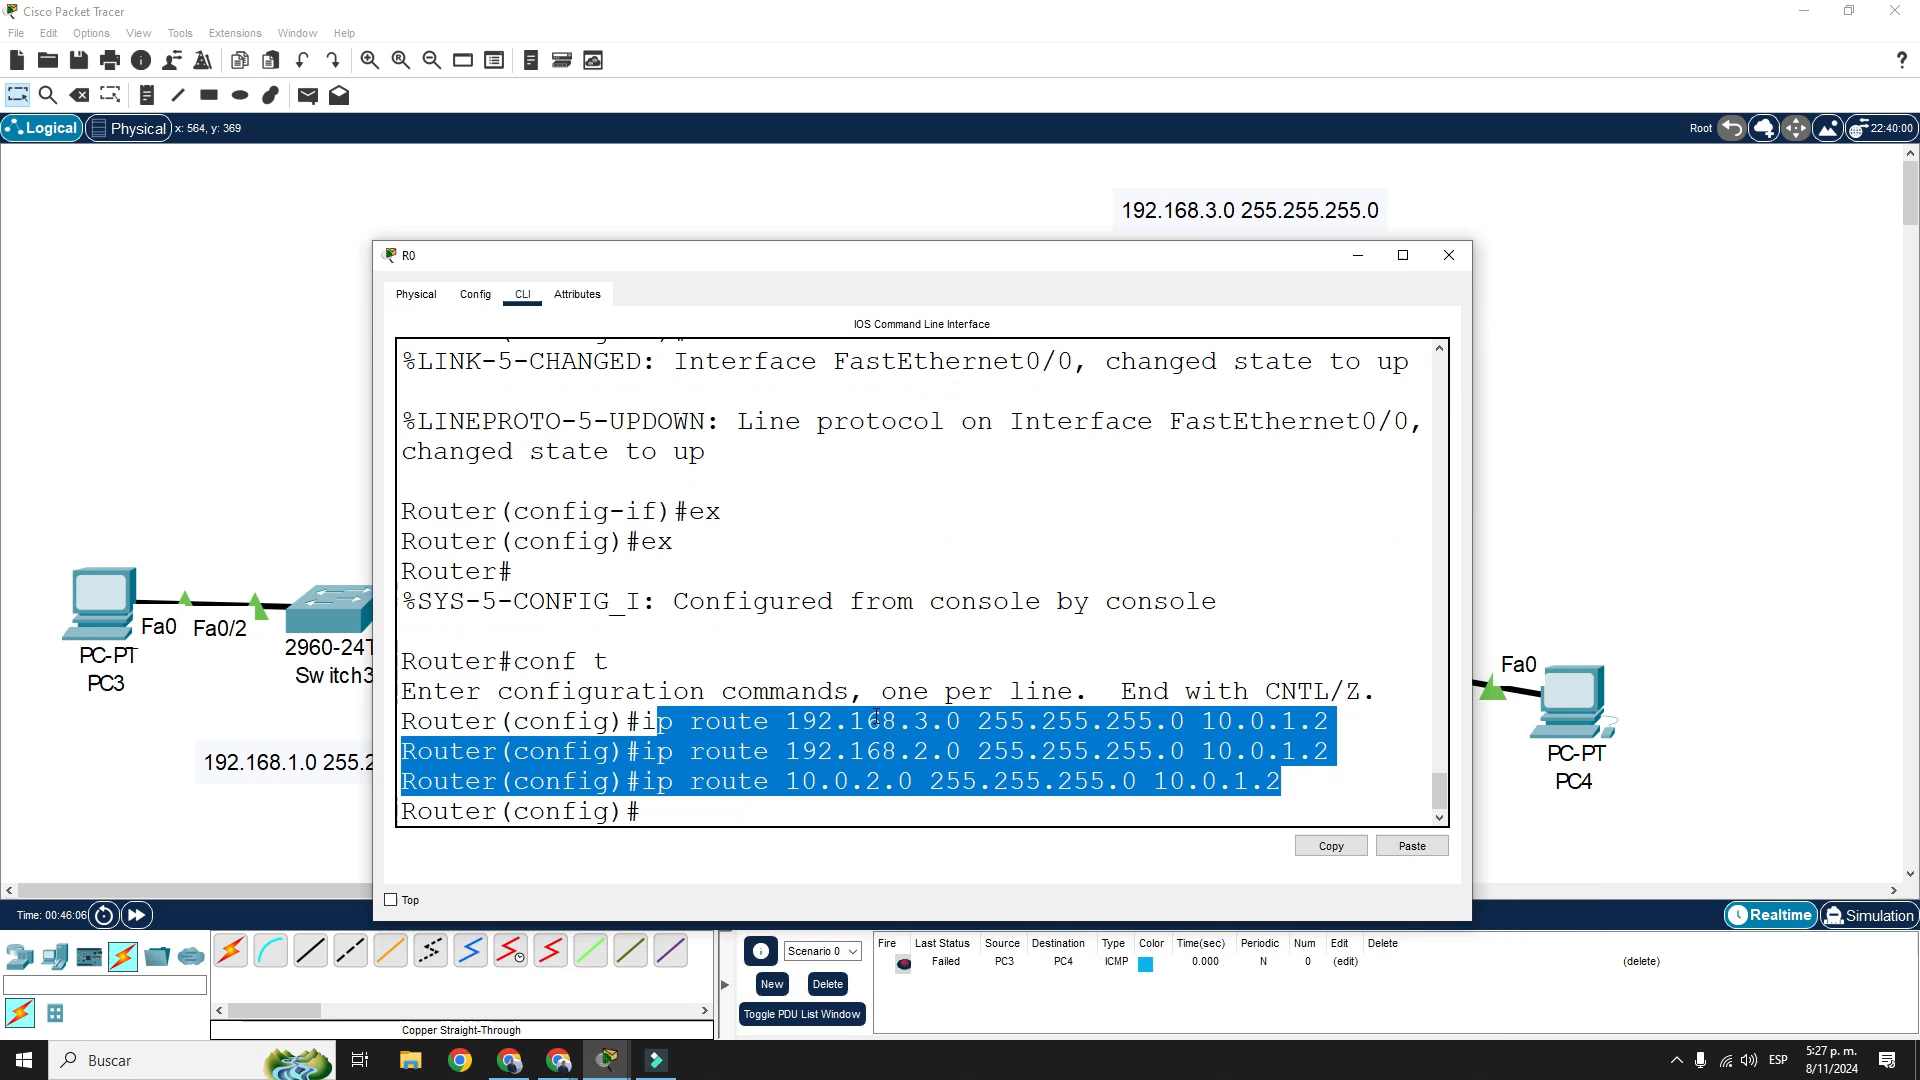 Cisco Packet Tracer
File Edit Options View Tools Extensions Window Help
Logical Physical x: 564, y: 369 Root 22:40:00
192.168.3.0 255.255.255.0
R0
Physical Config CLI Attributes
IOS Command Line Interface
%LINK-5-CHANGED: Interface FastEthernet0/0, changed state to up
%LINEPROTO-5-UPDOWN: Line protocol on Interface FastEthernet0/0,
changed state to up
Router(config-if)#ex
Router(config)#ex
Router#
%SYS-5-CONFIG_I: Configured from console by console
Router#conf t
Enter configuration commands, one per line. End with CNTL/Z.
Router(config)#ip route 192.168.3.0 255.255.255.0 10.0.1.2
Router(config)#ip route 192.168.2.0 255.255.255.0 10.0.1.2
Router(config)#ip route 10.0.2.0 255.255.255.0 10.0.1.2
Router(config)#
Copy Paste
Top
Fa0 Fa0/2
PC-PT
PC3
2960-24T
Switch3
192.168.1.0 255.2
Fa0
PC-PT
PC4
Time: 00:46:06 Realtime Simulation
Scenario 0
New Delete
Toggle PDU List Window
Fire Last Status Source Destination Type Color Time(sec) Periodic Num Edit Delete
Failed PC3 PC4 ICMP 0.000 N 0 (edit) (delete)
Copper Straight-Through
Buscar
ESP
5:27 p. m.
8/11/2024